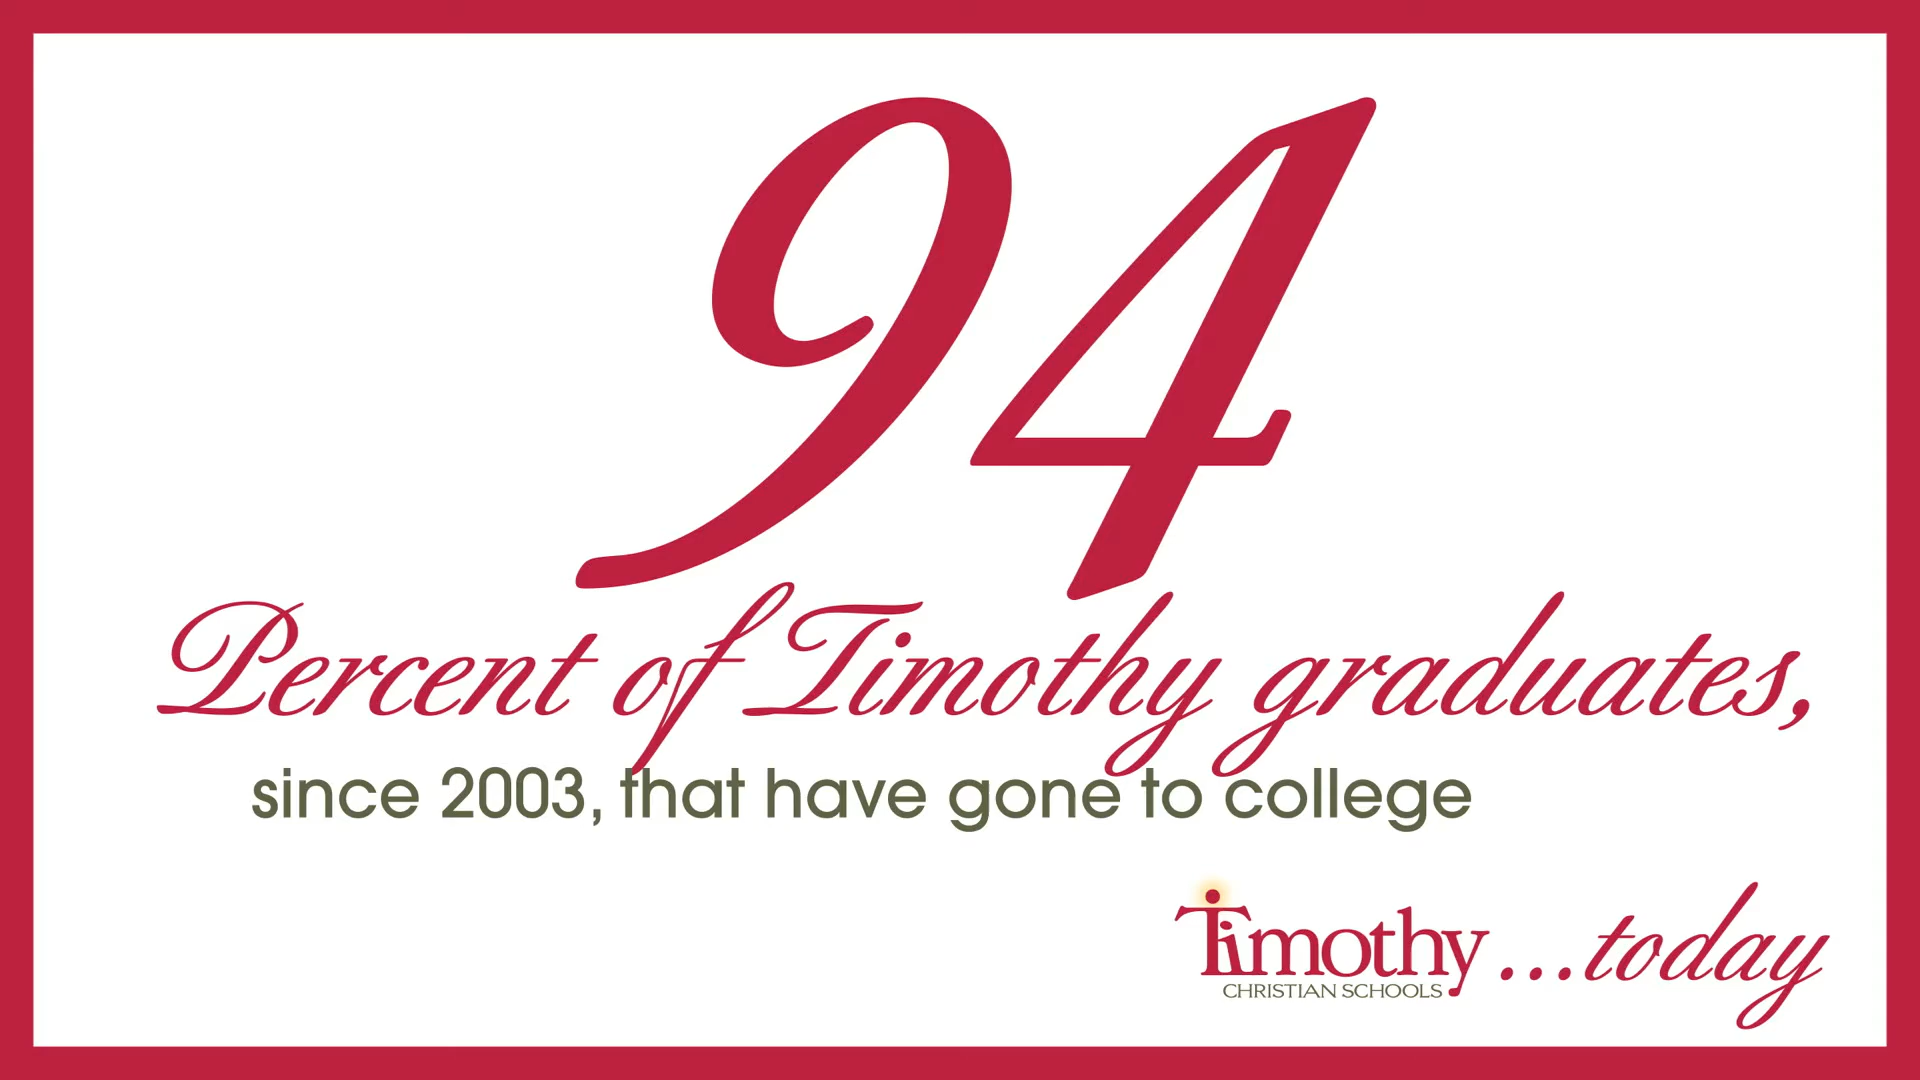 94
Percent of Timothy graduates,
since 2003, that have gone to college
Timothy ...today
CHRISTIAN SCHOOLS